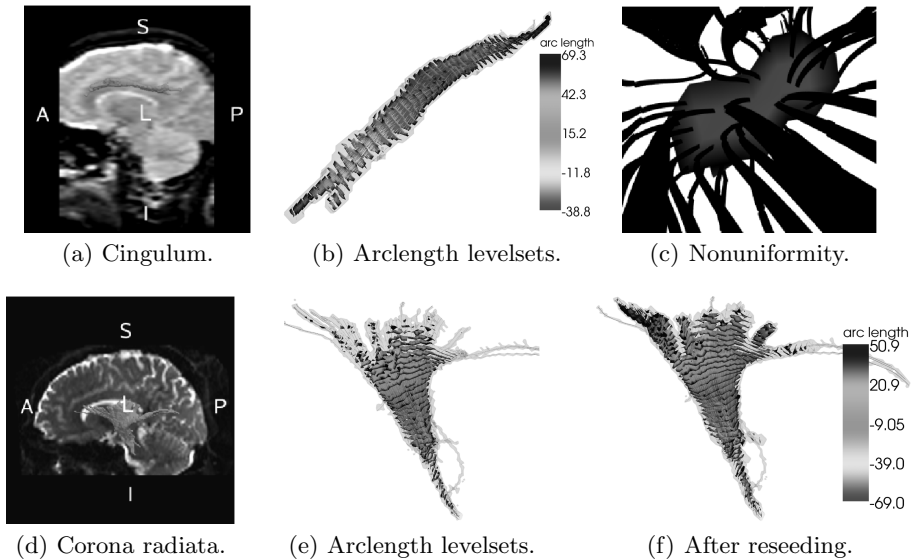 S
A
L
P
I
(a) Cingulum.
arc length
69.3
42.3
15.2
-11.8
-38.8
(b) Arclength levelsets.
(c) Nonuniformity.
S
A
L
P
I
(d) Corona radiata.
(e) Arclength levelsets.
arc length
50.9
20.9
-9.05
-39.0
-69.0
(f) After reseeding.